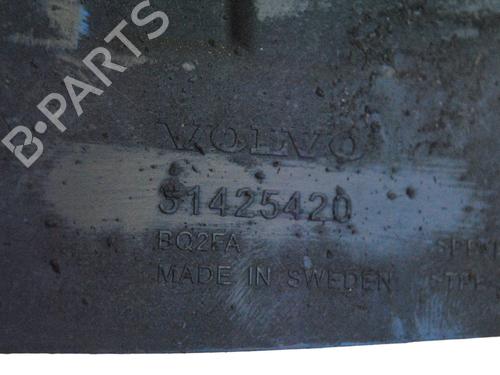 B·PARTS
VOLVO
31425420
BQ2FA
MADE IN SWEDEN